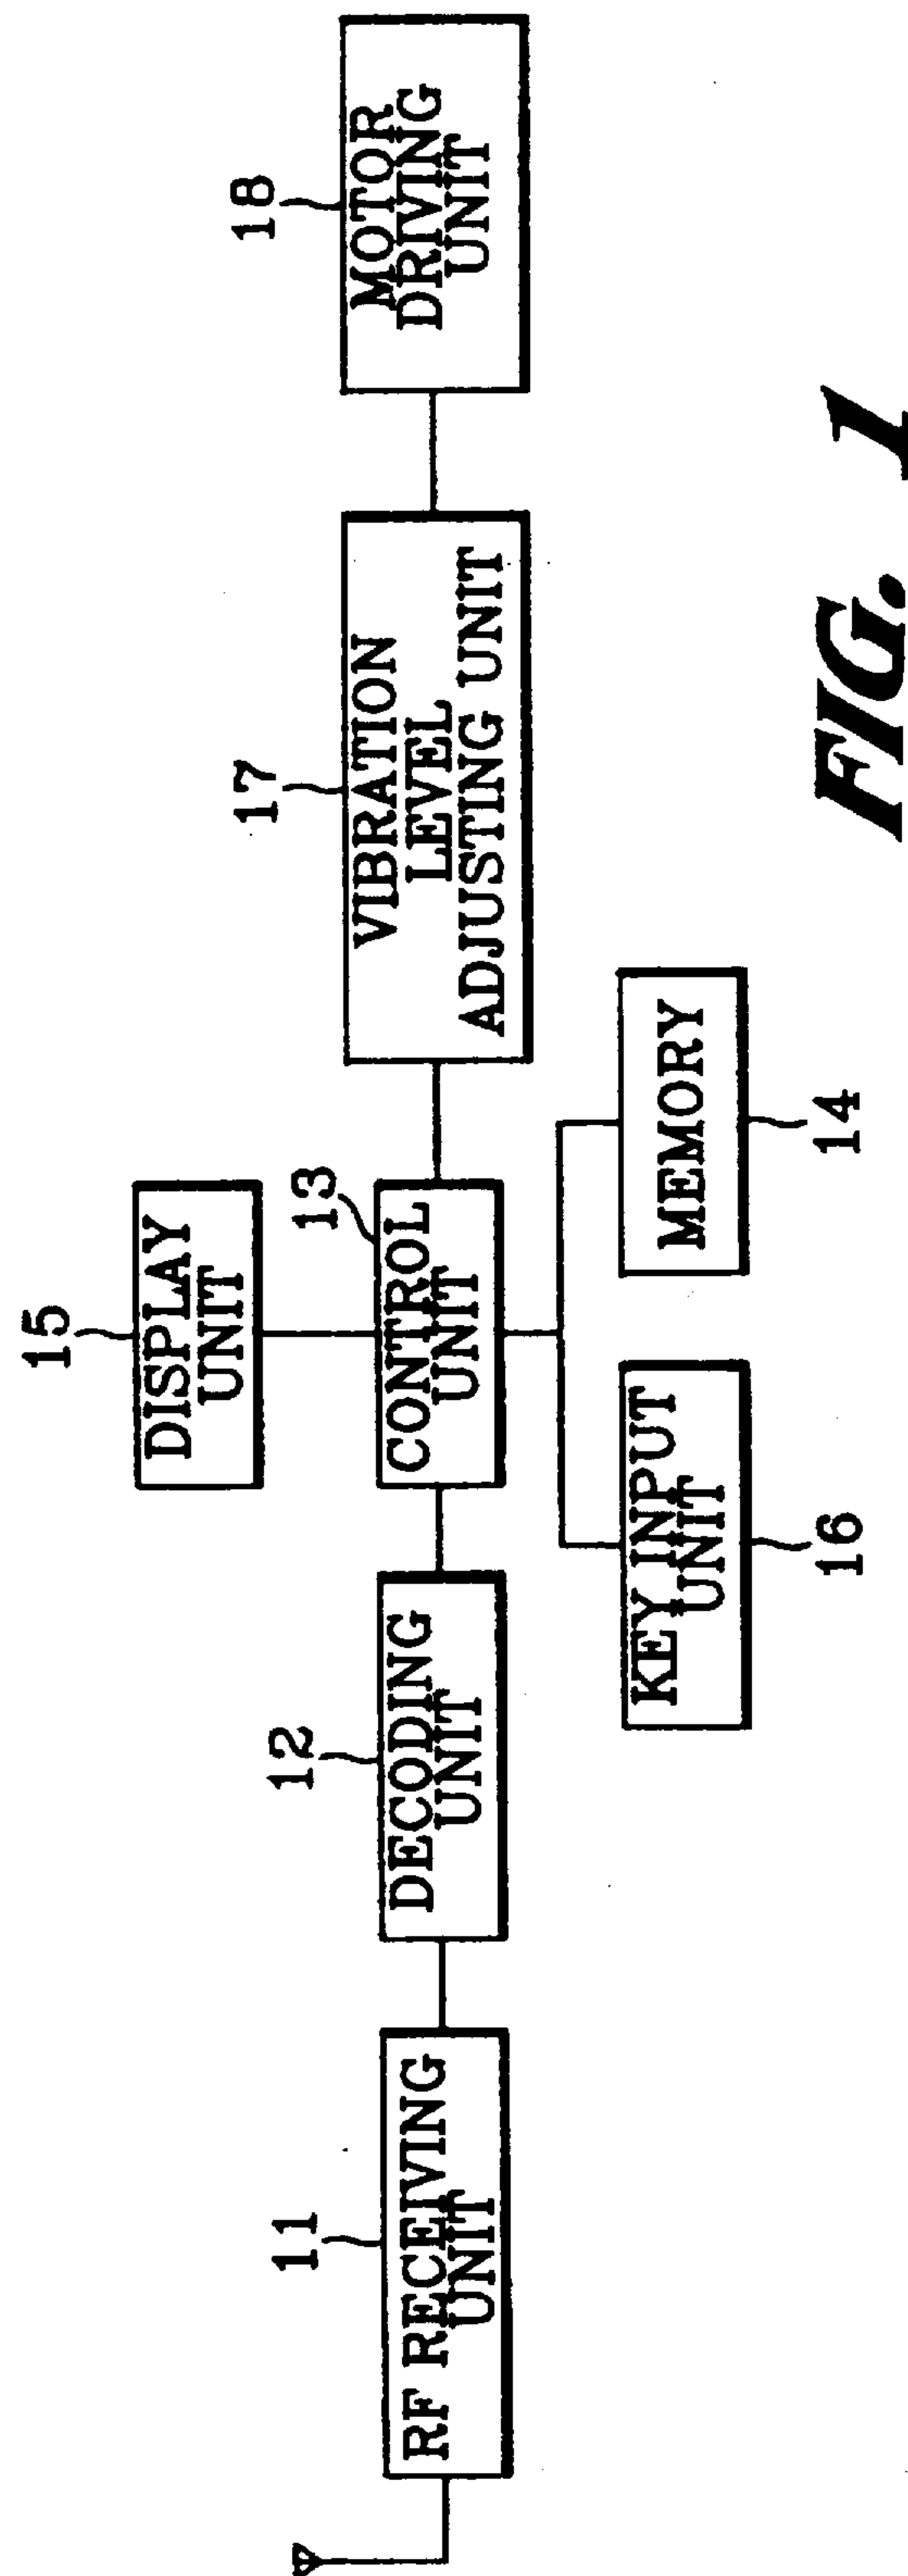 15
DISPLAY
UNIT
11
RF RECEIVING
UNIT
12
DECODING
UNIT
13
CONTROL
UNIT
17
VIBRATION
LEVEL
ADJUSTING UNIT
18
MOTOR
DRIVING
UNIT
KEY INPUT
UNIT
16
MEMORY
14
FIG. 1